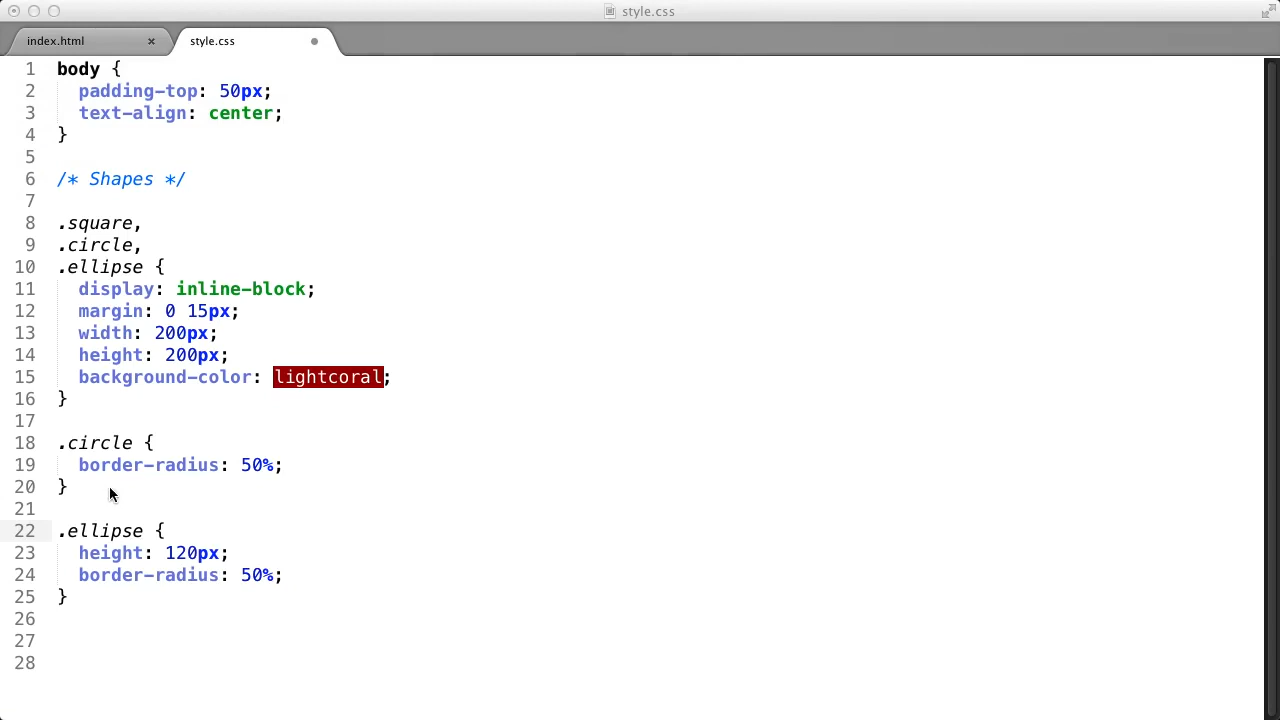 style.css
index.html × style.css
1 body {
2 padding-top: 50px;
3 text-align: center;
4 }
5
6 /* Shapes */
7
8 .square,
9 .circle,
10 .ellipse {
11 display: inline-block;
12 margin: 0 15px;
13 width: 200px;
14 height: 200px;
15 background-color: lightcoral;
16 }
17
18 .circle {
19 border-radius: 50%;
20 }
21
22 .ellipse {
23 height: 120px;
24 border-radius: 50%;
25 }
26
27
28